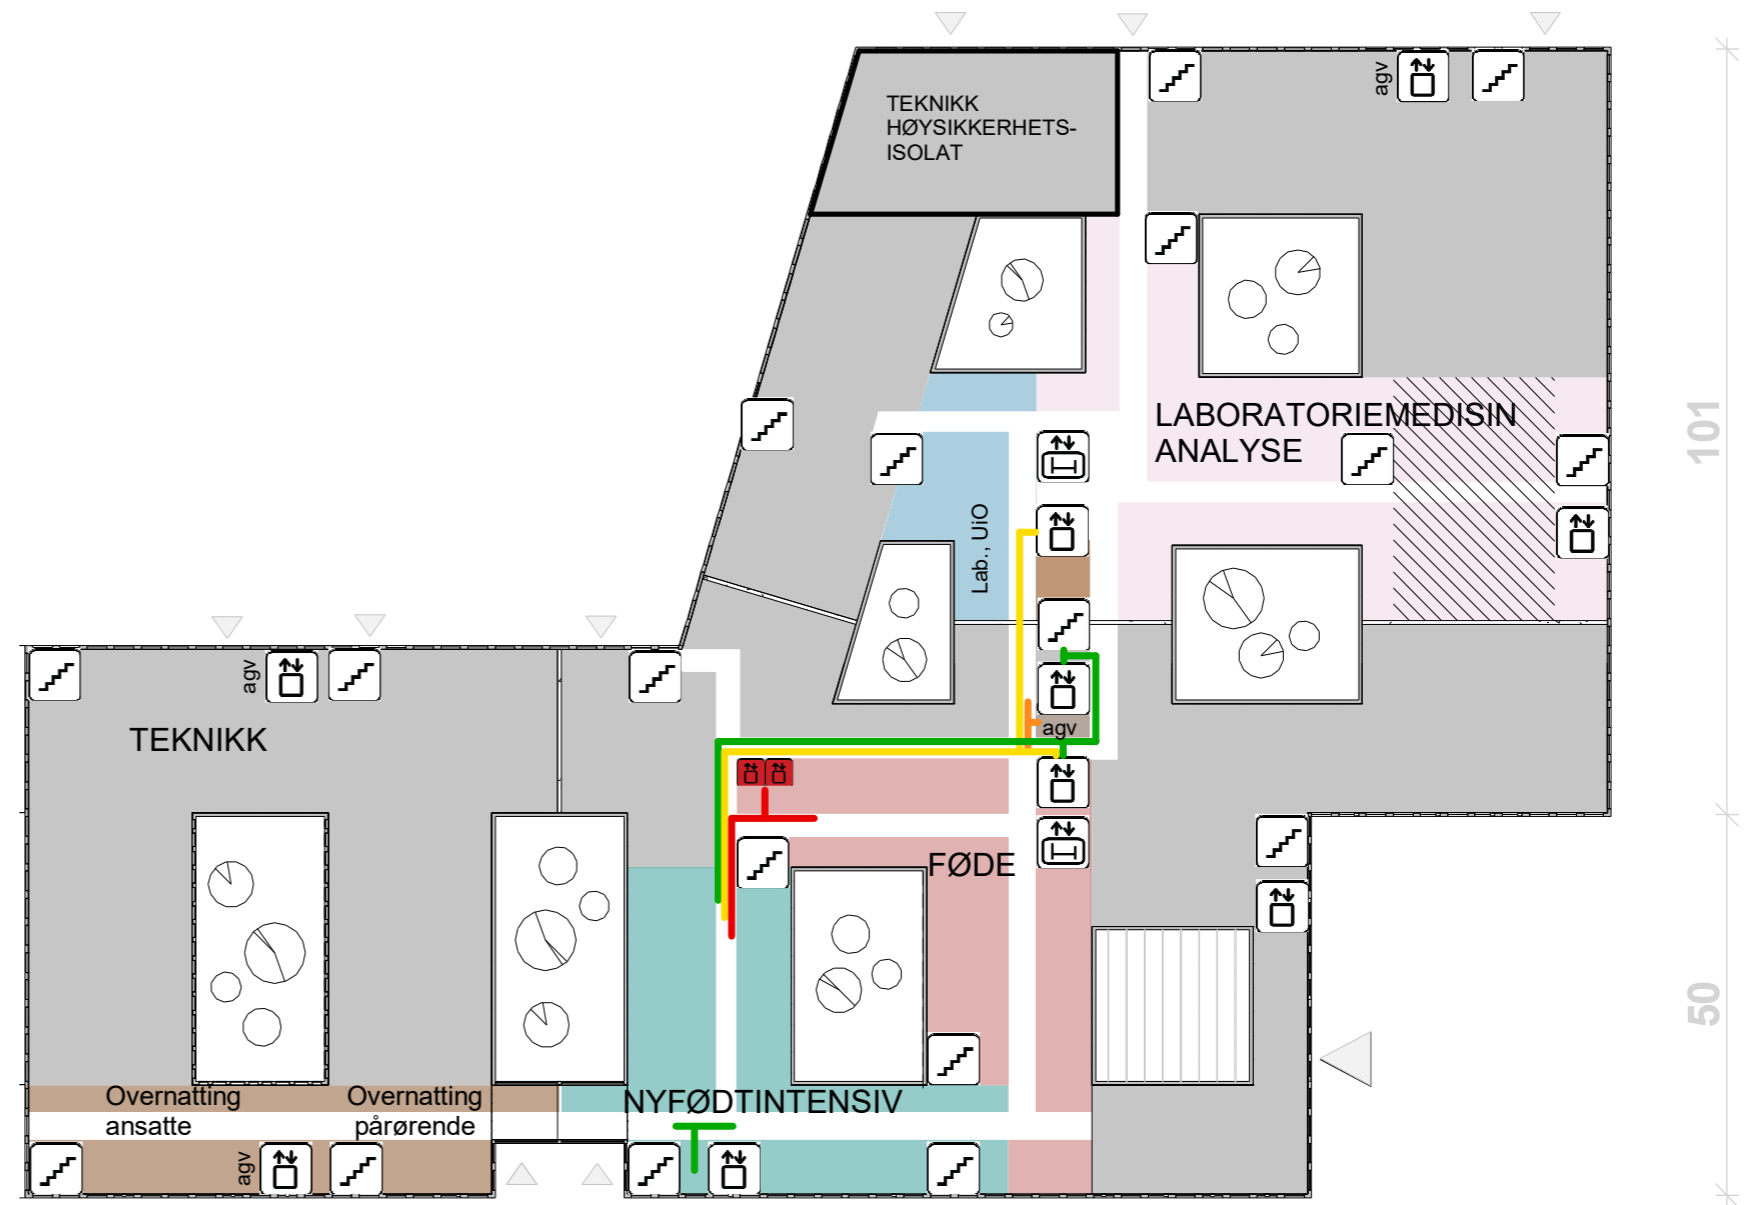 TEKNIKK
HØYSIKKERHETS-
ISOLAT
agv
LABORATORIEMEDISIN
ANALYSE
101
Lab., UiO
agv
TEKNIKK
agv
FØDE
50
Overnatting
ansatte
Overnatting
pårørende
NYFØDTINTENSIV
agv